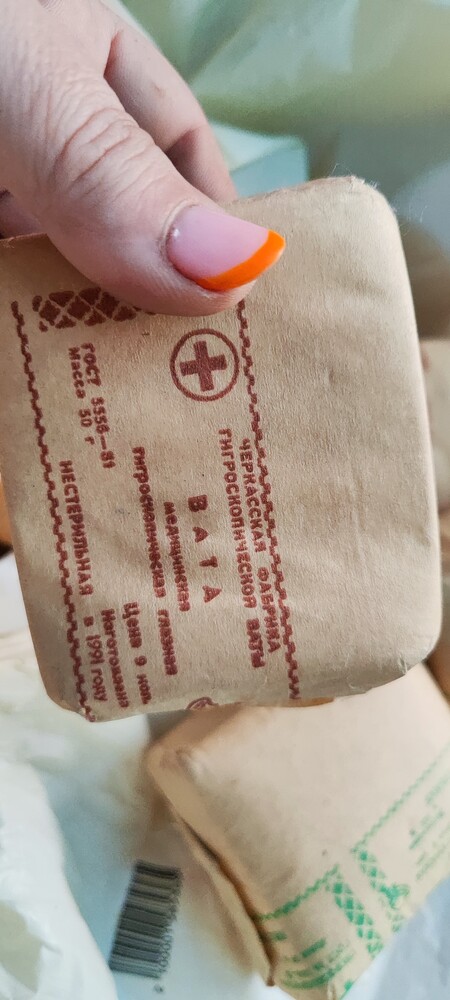 ЧЕРКАССКАЯ ФАБРИКА
ГИГРОСКОПИЧЕСКОЙ ВАТЫ
ВАТА
медицинская
гигроскопическая глазная
ГОСТ 5556—81
Масса 50 г
Цена 9 коп.
Изготовлена
в 1991 году
НЕСТЕРИЛЬНАЯ